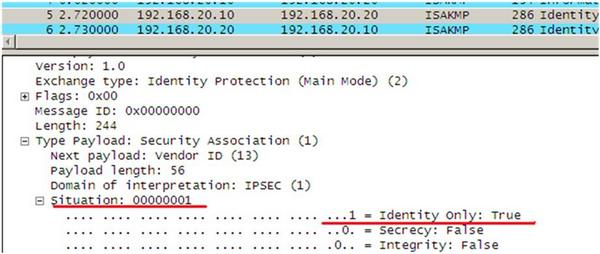 5 2.720000 192.168.20.10 192.168.20.20 ISAKMP 286 Identity
6 2.730000 192.168.20.20 192.168.20.10 ISAKMP 286 Identity
Version: 1.0
Exchange type: Identity Protection (Main Mode) (2)
Flags: 0x00
Message ID: 0x00000000
Length: 244
Type Payload: Security Association (1)
Next payload: Vendor ID (13)
Payload length: 56
Domain of interpretation: IPSEC (1)
Situation: 00000001
.... .... .... .... .... .... .... ...1 = Identity Only: True
.... .... .... .... .... .... .... ..0. = Secrecy: False
.... .... .... .... .... .... .... .0.. = Integrity: False